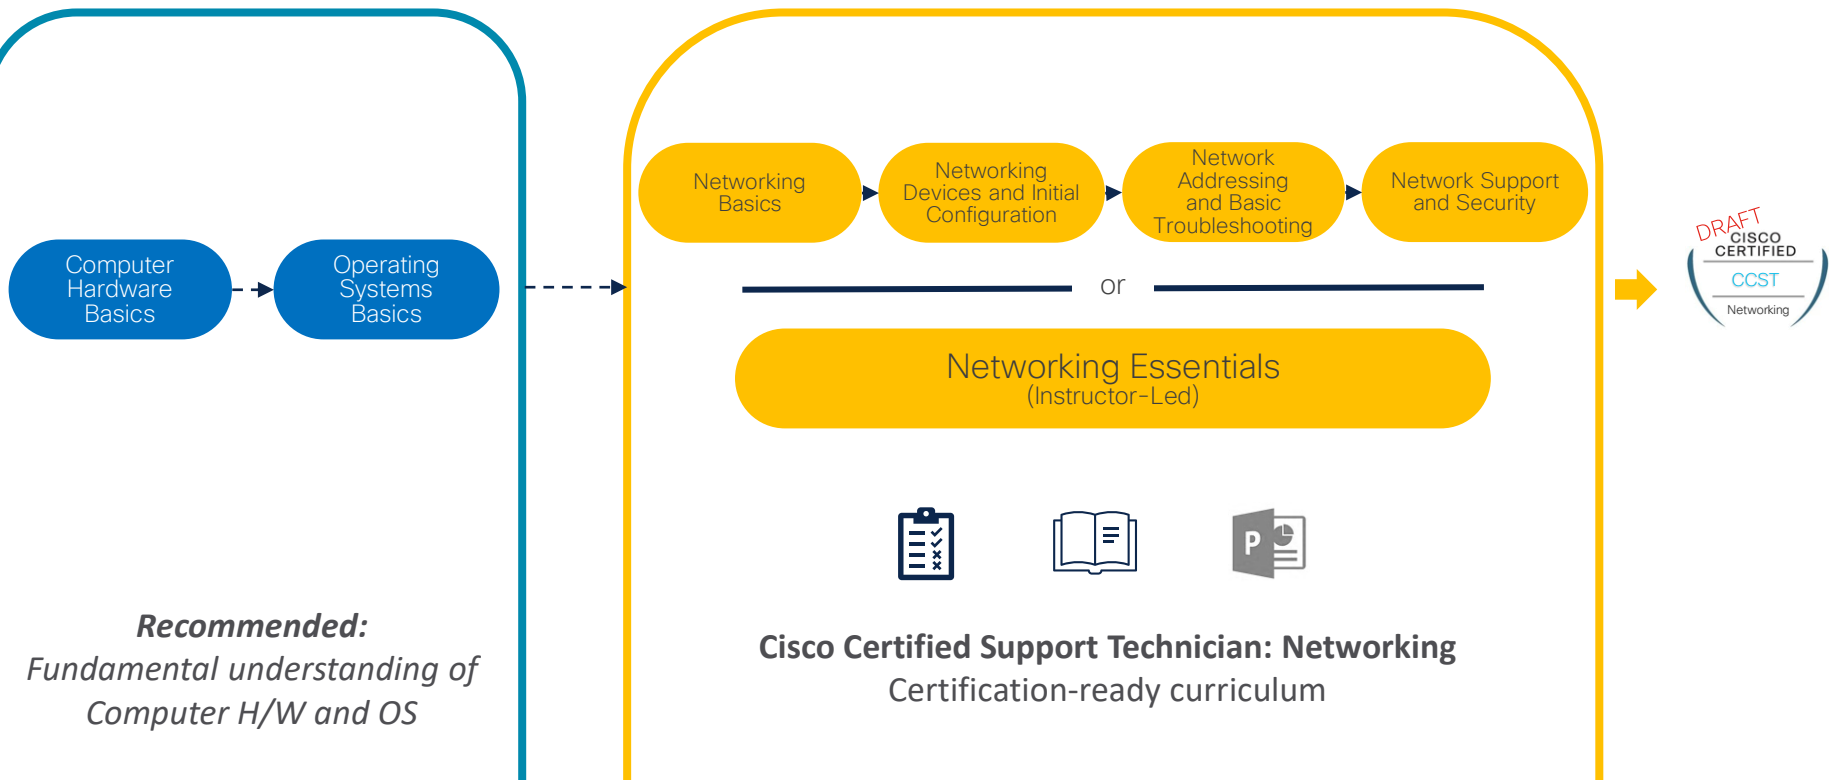 Computer
Hardware
Basics
Operating
Systems
Basics
Recommended:
Fundamental understanding of
Computer H/W and OS
Networking
Basics
Networking
Devices and Initial
Configuration
Network
Addressing
and Basic
Troubleshooting
Network Support
and Security
or
Networking Essentials
(Instructor-Led)
P
Cisco Certified Support Technician: Networking
Certification-ready curriculum
DRAFT
CISCO
CERTIFIED
CCST
Networking